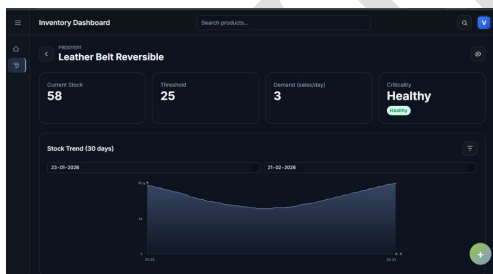 Inventory Dashboard
Search products...
V
Leather Belt Reversible
Current Stock
58
Threshold
25
Demand (sales/day)
3
Criticality
Healthy
Healthy
Stock Trend (30 days)
23-01-2026
21-02-2026
+